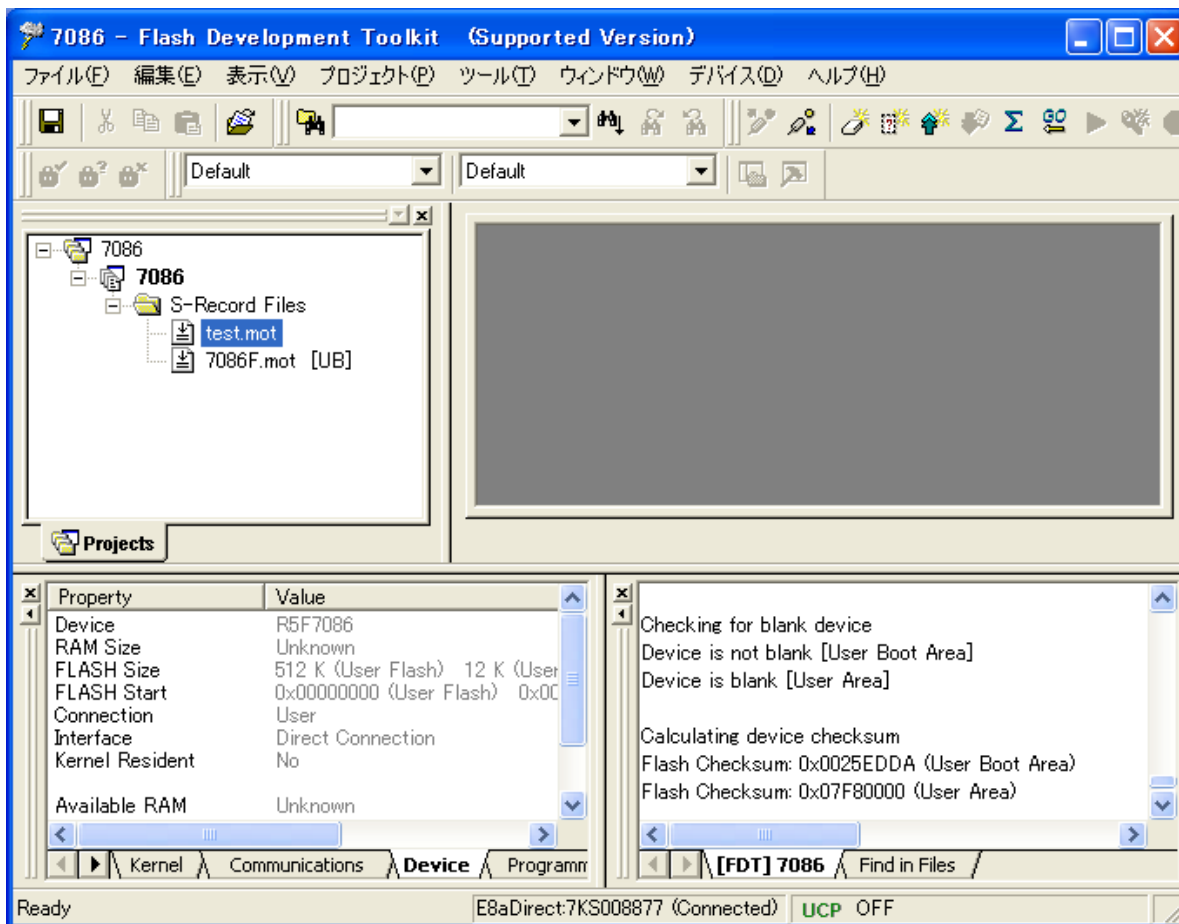 7086 - Flash Development Toolkit (Supported Version)
ファイル(F) 編集(E) 表示(V) プロジェクト(P) ツール(T) ウィンドウ(W) デバイス(D) ヘルプ(H)
GO
Default Default
7086
7086
S-Record Files
test.mot
7086F.mot [UB]
Projects
Property Value
Device R5F7086
RAM Size Unknown
FLASH Size 512 K (User Flash) 12 K (User
FLASH Start 0x00000000 (User Flash) 0x00
Connection User
Interface Direct Connection
Kernel Resident No
Available RAM Unknown
Kernel Communications Device Programm
Checking for blank device
Device is not blank [User Boot Area]
Device is blank [User Area]
Calculating device checksum
Flash Checksum: 0x0025EDDA (User Boot Area)
Flash Checksum: 0x07F80000 (User Area)
[FDT] 7086 Find in Files
Ready E8aDirect:7KS008877 (Connected) UCP OFF